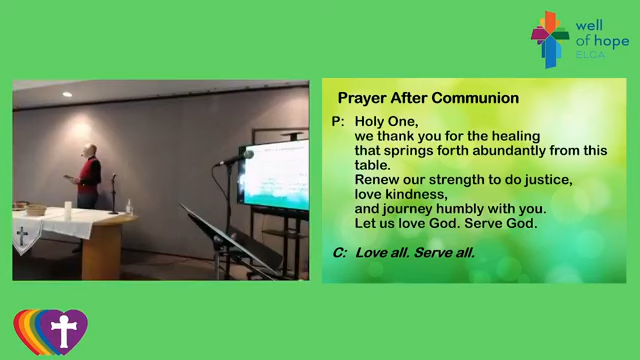 well
of hope
ELCA
Prayer After Communion
P: Holy One,
we thank you for the healing
that springs forth abundantly from this
table.
Renew our strength to do justice,
love kindness,
and journey humbly with you.
Let us love God. Serve God.
C: Love all. Serve all.